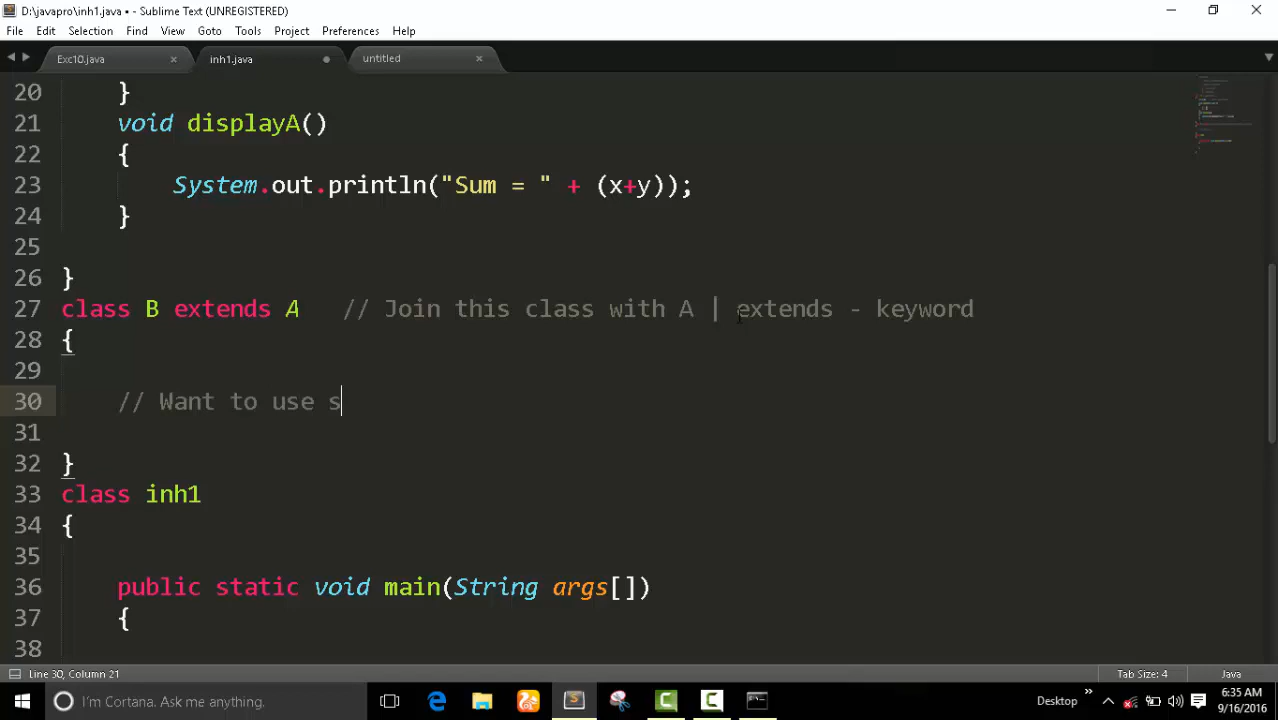 D:\javapro\inh1.java • - Sublime Text (UNREGISTERED)
File Edit Selection Find View Goto Tools Project Preferences Help
Exc10.java inh1.java untitled
20 }
21 void displayA()
22 {
23 System.out.println("Sum = " + (x+y));
24 }
25
26 }
27 class B extends A // Join this class with A | extends - keyword
28 {
29
30 // Want to use s
31
32 }
33 class inh1
34 {
35
36 public static void main(String args[])
37 {
38
Line 30, Column 21 Tab Size: 4 Java
I'm Cortana. Ask me anything. Desktop » 6:35 AM
9/16/2016